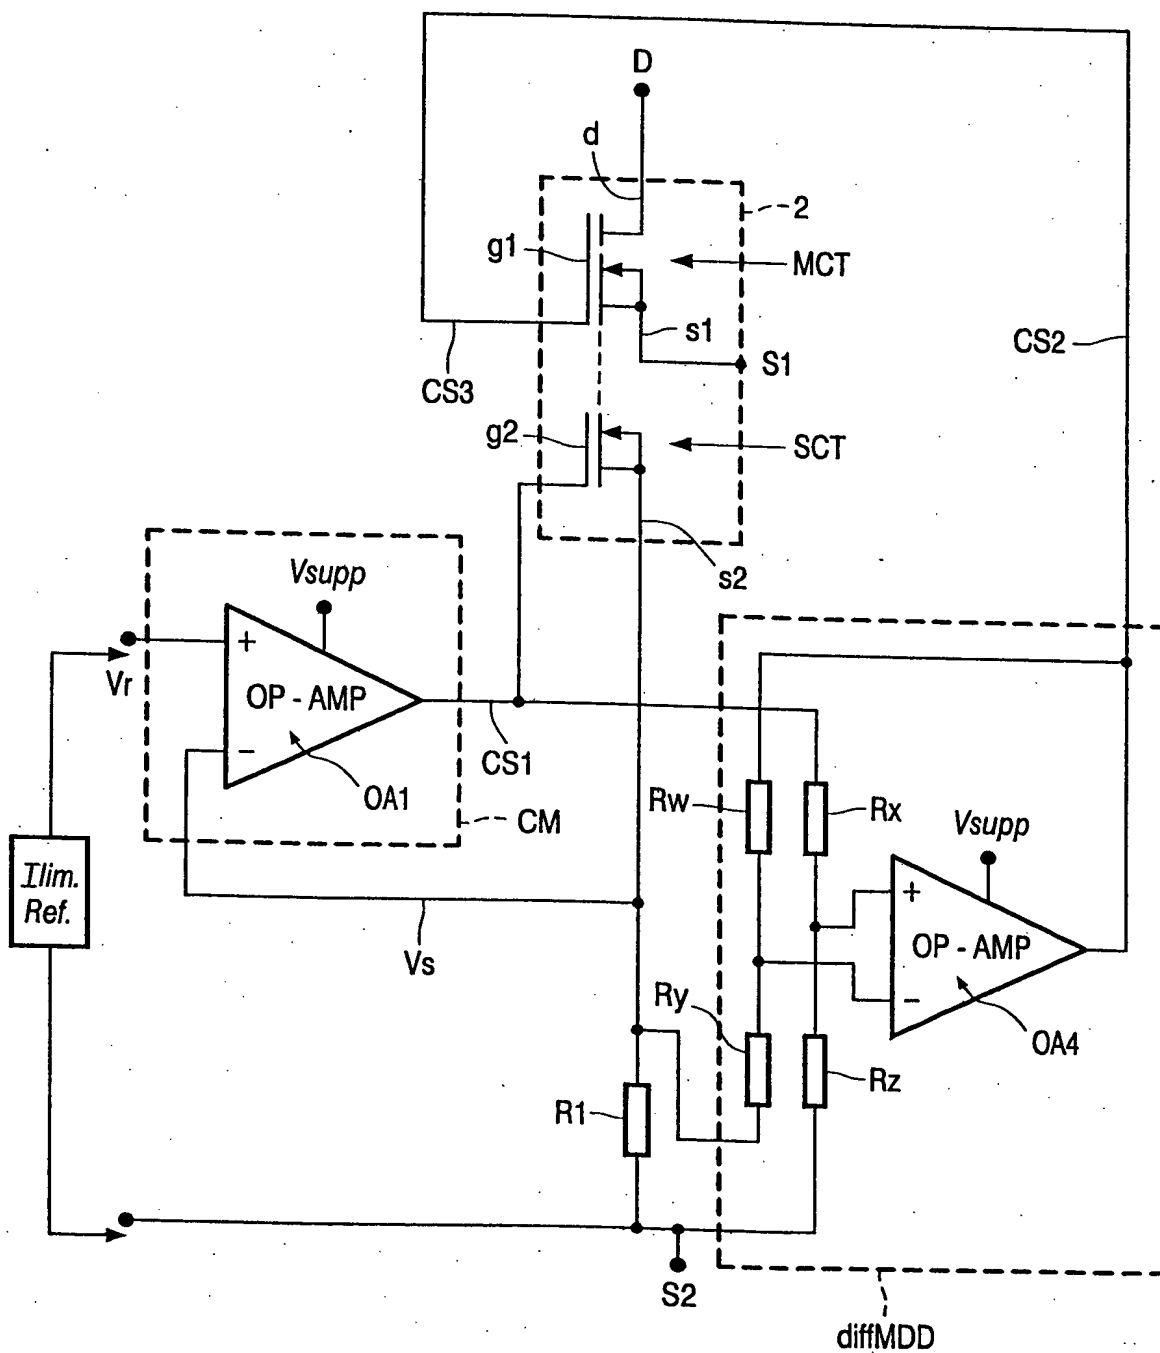 D
d
2
g1
MCT
s1
S1
CS2
CS3
g2
SCT
s2
Vsupp
+
Vr
OP - AMP
CS1
−
OA1
CM
Rw
Rx
Vsupp
Ilim.
Ref.
+
OP - AMP
Vs
Ry
−
OA4
Rz
R1
S2
diffMDD